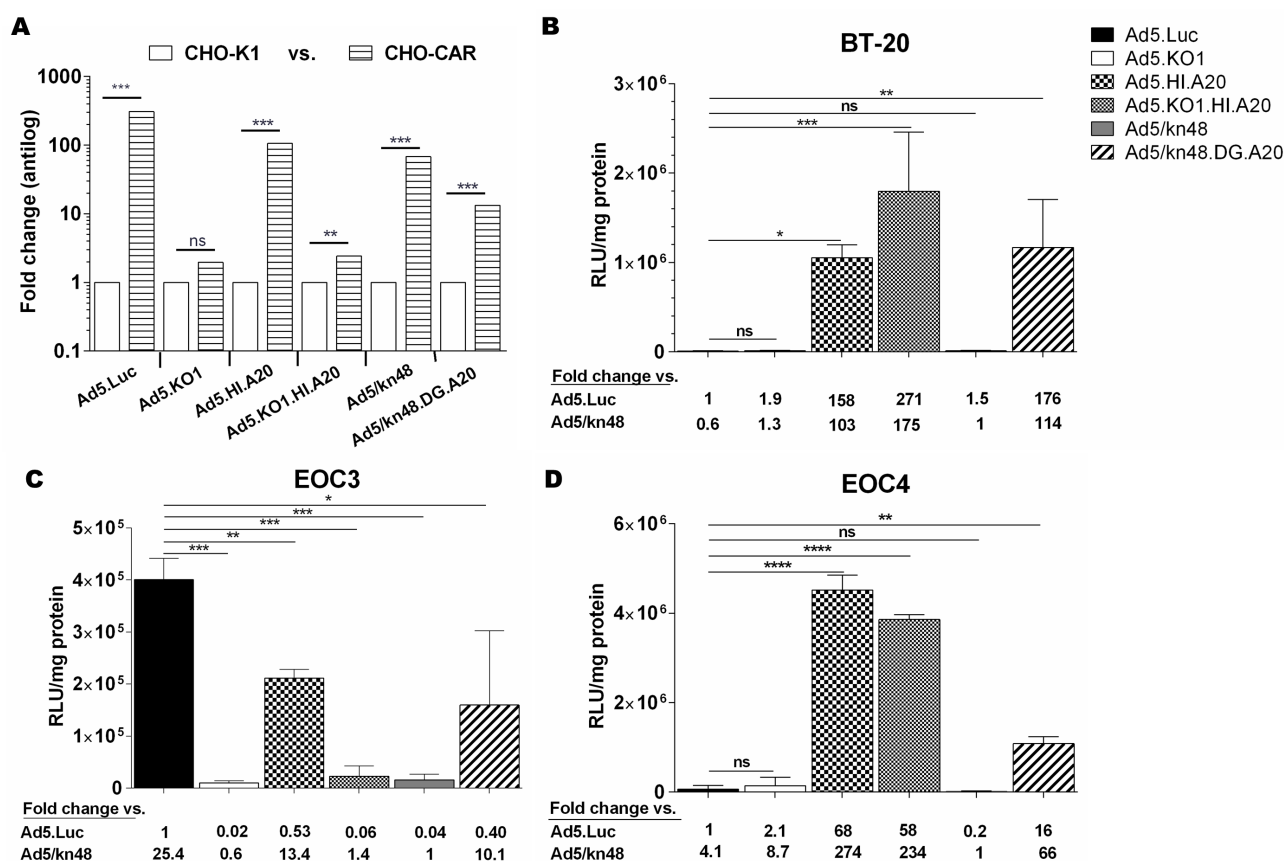 A
CHO-K1 vs. CHO-CAR
Fold change (antilog)
1000
100
10
1
0.1
***
ns
***
**
***
***
Ad5.Luc
Ad5.KO1
Ad5.HI.A20
Ad5.KO1.HI.A20
Ad5/kn48
Ad5/kn48.DG.A20
B
BT-20
Ad5.Luc
Ad5.KO1
Ad5.HI.A20
Ad5.KO1.HI.A20
Ad5/kn48
Ad5/kn48.DG.A20
RLU/mg protein
3×10⁶
2×10⁶
1×10⁶
0
**
ns
***
*
ns
Fold change vs.
Ad5.Luc 1 1.9 158 271 1.5 176
Ad5/kn48 0.6 1.3 103 175 1 114
C
EOC3
RLU/mg protein
5×10⁵
4×10⁵
3×10⁵
2×10⁵
1×10⁵
0
*
***
***
**
***
Fold change vs.
Ad5.Luc 1 0.02 0.53 0.06 0.04 0.40
Ad5/kn48 25.4 0.6 13.4 1.4 1 10.1
D
EOC4
RLU/mg protein
6×10⁶
4×10⁶
2×10⁶
0
**
ns
****
****
ns
Fold change vs.
Ad5.Luc 1 2.1 68 58 0.2 16
Ad5/kn48 4.1 8.7 274 234 1 66